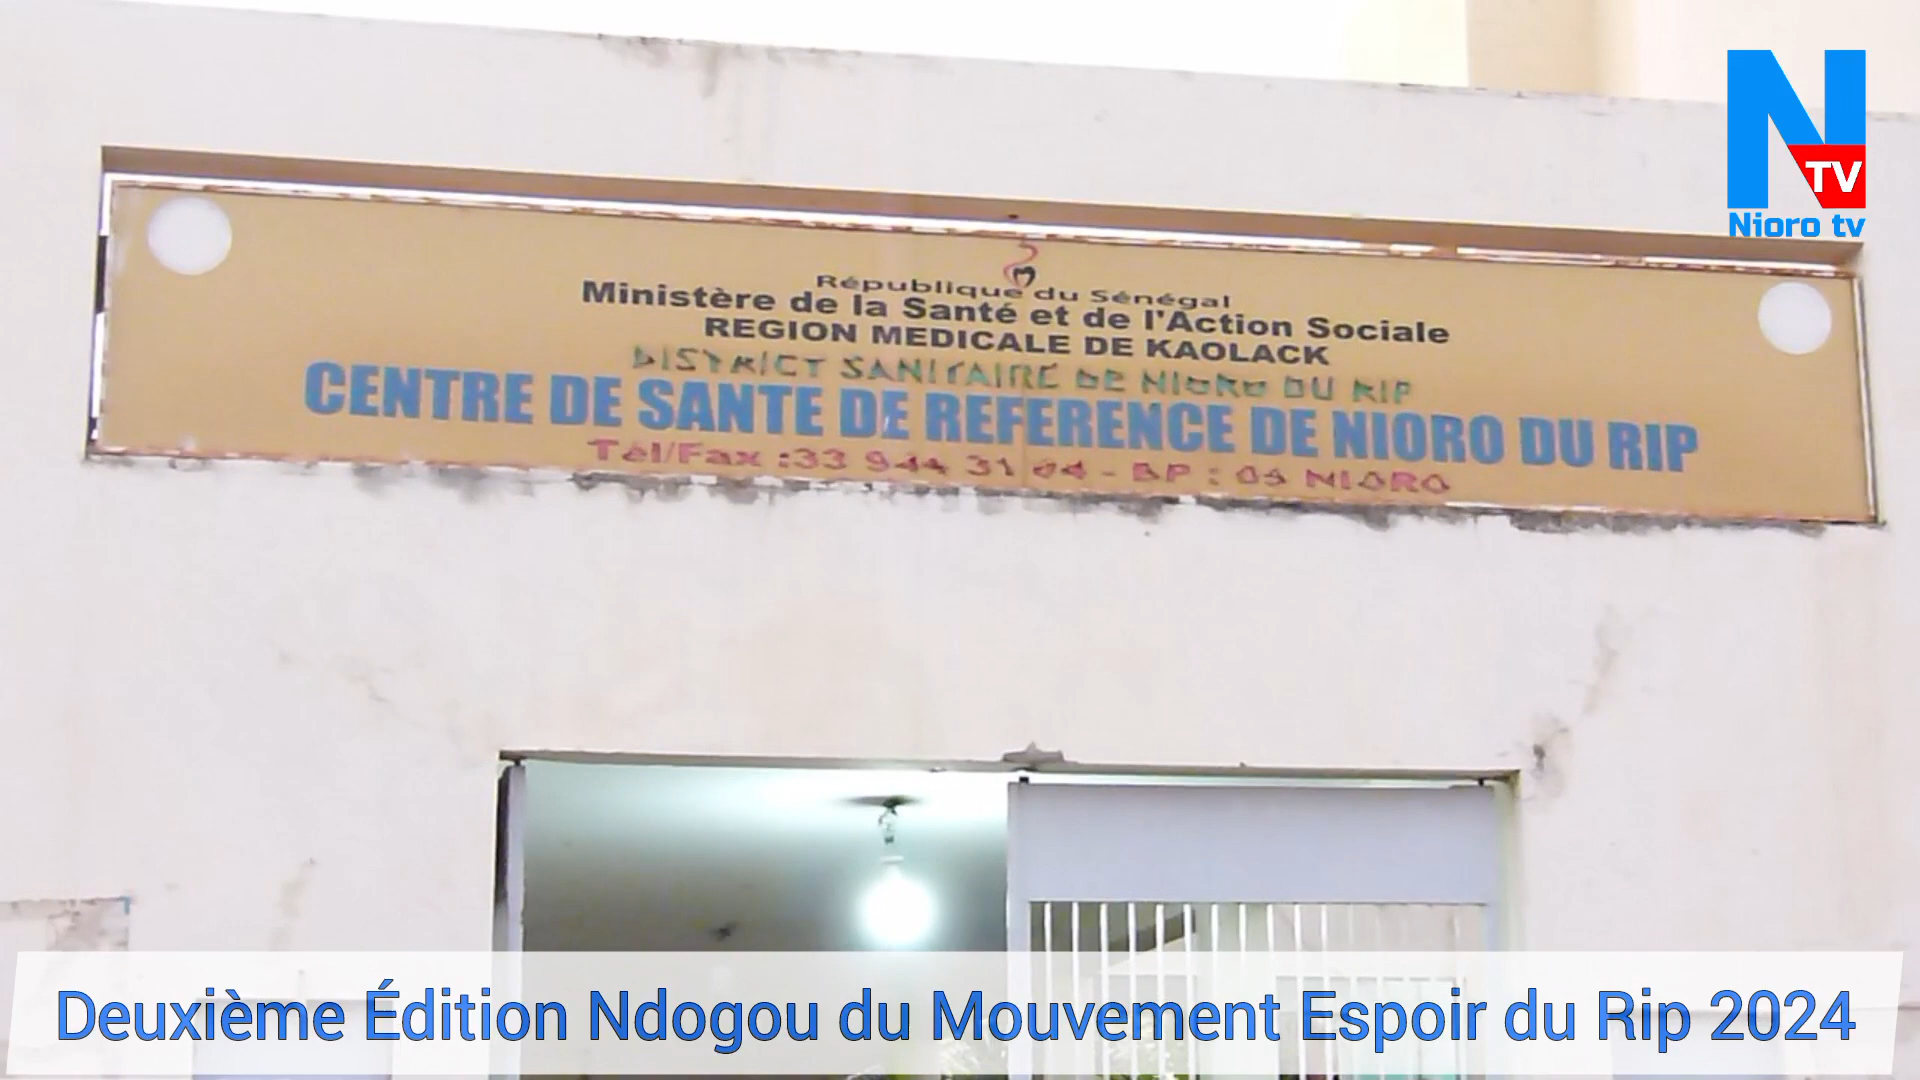 N
TV
Nioro tv
République du Sénégal
Ministère de la Santé et de l'Action Sociale
REGION MEDICALE DE KAOLACK
DISTRICT SANITAIRE DE NIORO DU RIP
CENTRE DE SANTE DE REFERENCE DE NIORO DU RIP
Tél/Fax :33 944 31 04 - BP : 04 NIORO
Deuxième Édition Ndogou du Mouvement Espoir du Rip 2024